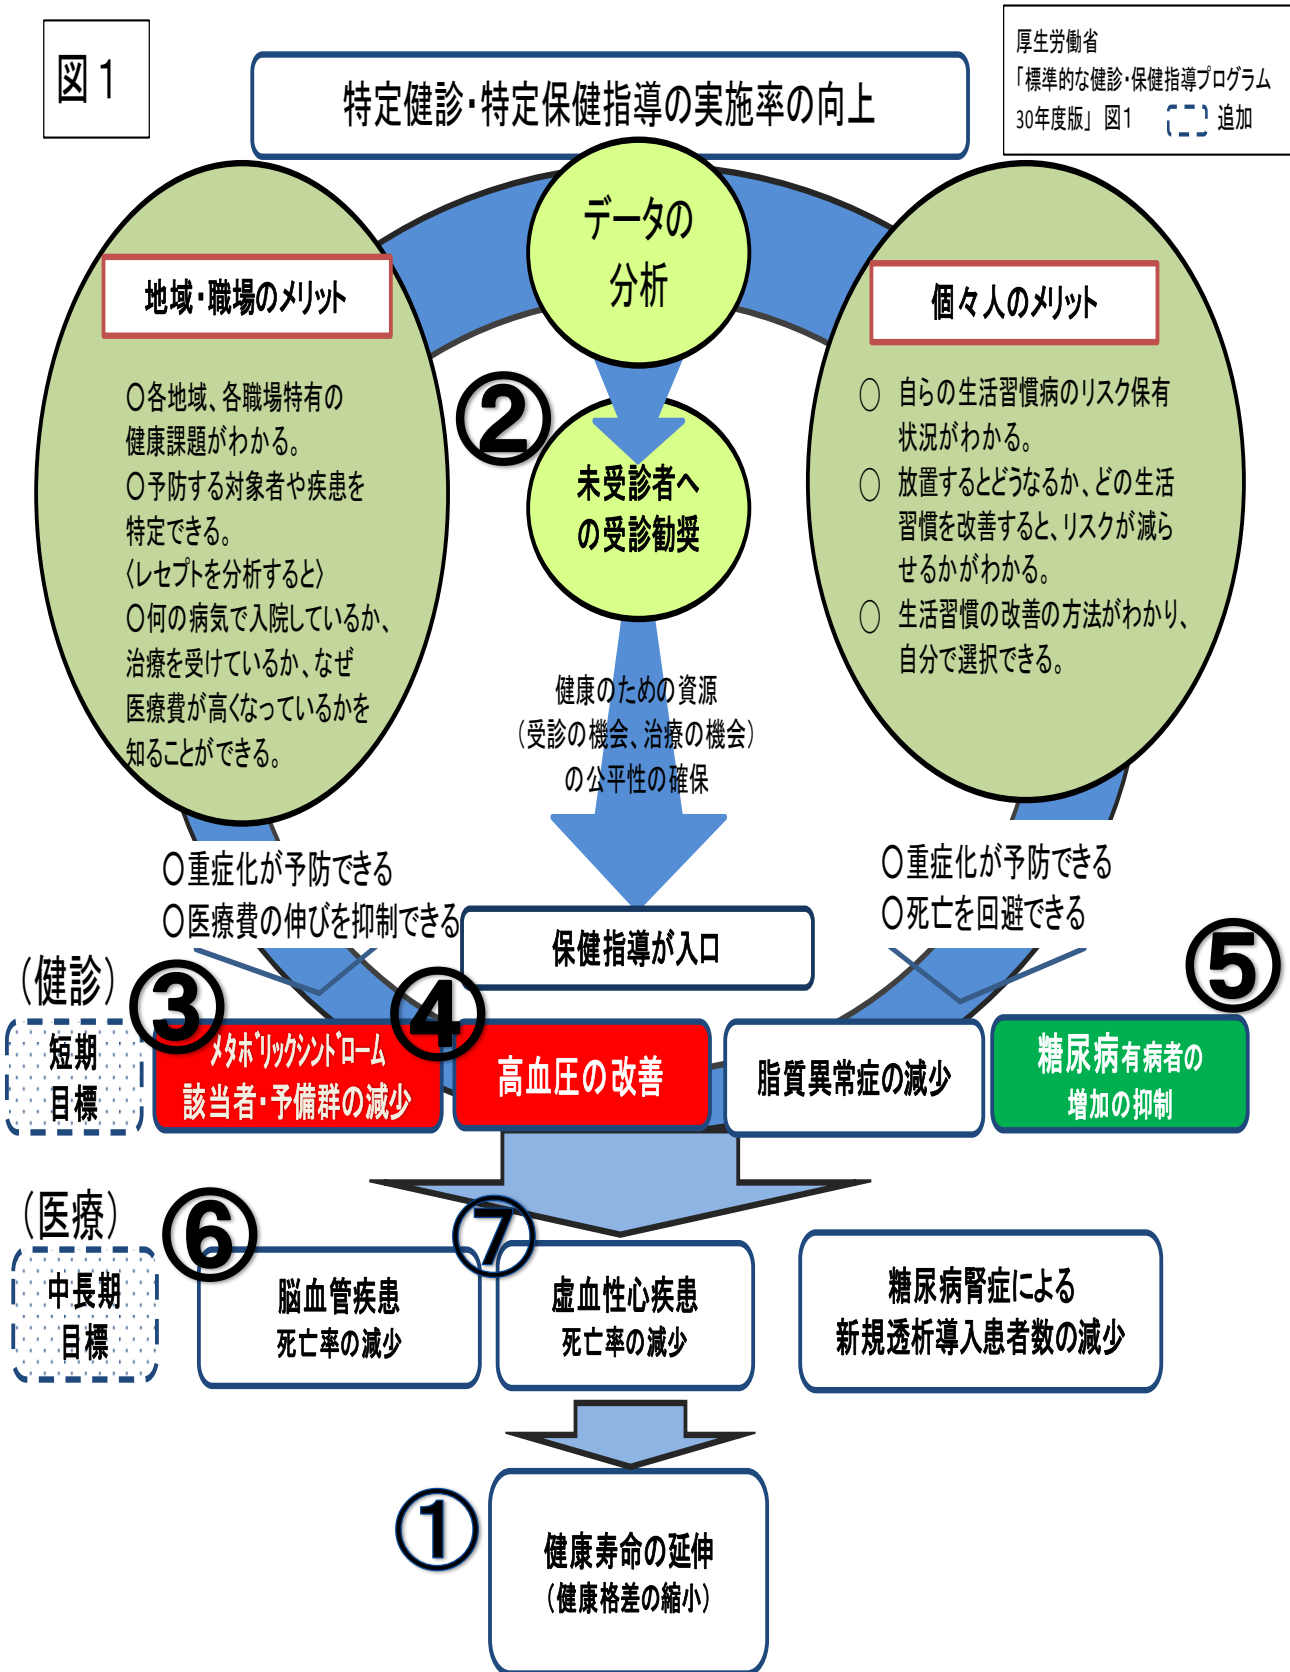 図１
厚生労働省
「標準的な健診・保健指導プログラム
30年度版」 図1 追加
特定健診・特定保健指導の実施率の向上
データの
分析
地域・職場のメリット
○各地域、各職場特有の
健康課題がわかる。
○予防する対象者や疾患を
特定できる。
〈レセプトを分析すると〉
○何の病気で入院しているか、
治療を受けているか、なぜ
医療費が高くなっているかを
知ることができる。
②
未受診者へ
の受診勧奨
個々人のメリット
○ 自らの生活習慣病のリスク保有
状況がわかる。
○ 放置するとどうなるか、どの生活
習慣を改善すると、リスクが減ら
せるかがわかる。
○ 生活習慣の改善の方法がわかり、
自分で選択できる。
健康のための資源
（受診の機会、治療の機会）
の公平性の確保
○重症化が予防できる
○医療費の伸びを抑制できる
○重症化が予防できる
○死亡を回避できる
保健指導が入口
（健診）
短期
目標
③
ﾒﾀﾎﾞﾘｯｸｼﾝﾄﾞﾛｰﾑ
該当者・予備群の減少
④
高血圧の改善
脂質異常症の減少
⑤
糖尿病有病者の
増加の抑制
（医療）
中長期
目標
⑥
脳血管疾患
死亡率の減少
⑦
虚血性心疾患
死亡率の減少
糖尿病腎症による
新規透析導入患者数の減少
①
健康寿命の延伸
（健康格差の縮小）